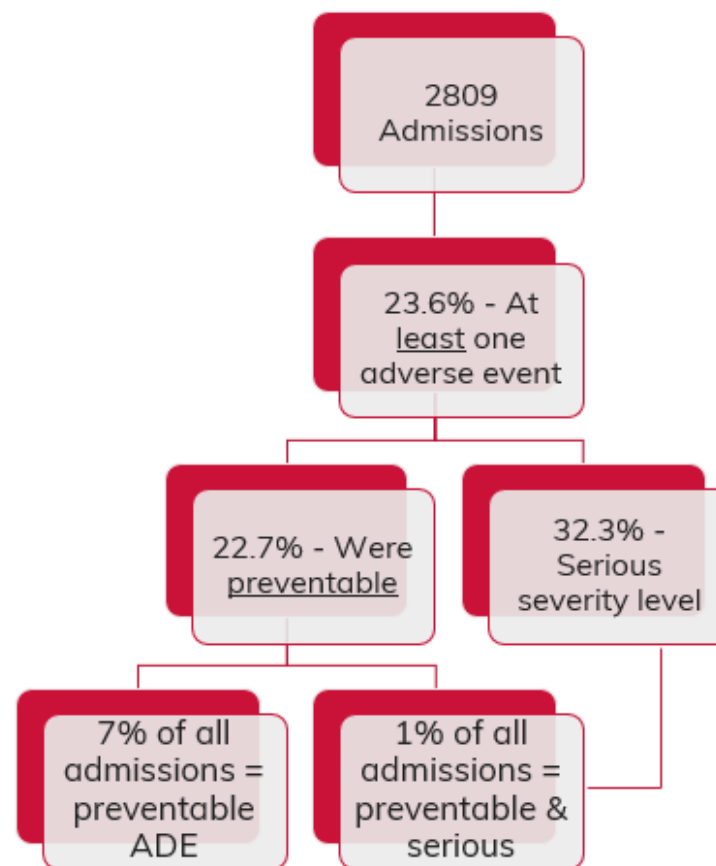 2809
Admissions
23.6% - At
least one
adverse event
22.7% - Were
preventable
32.3% -
Serious
severity level
7% of all
admissions =
preventable
ADE
1% of all
admissions =
preventable &
serious